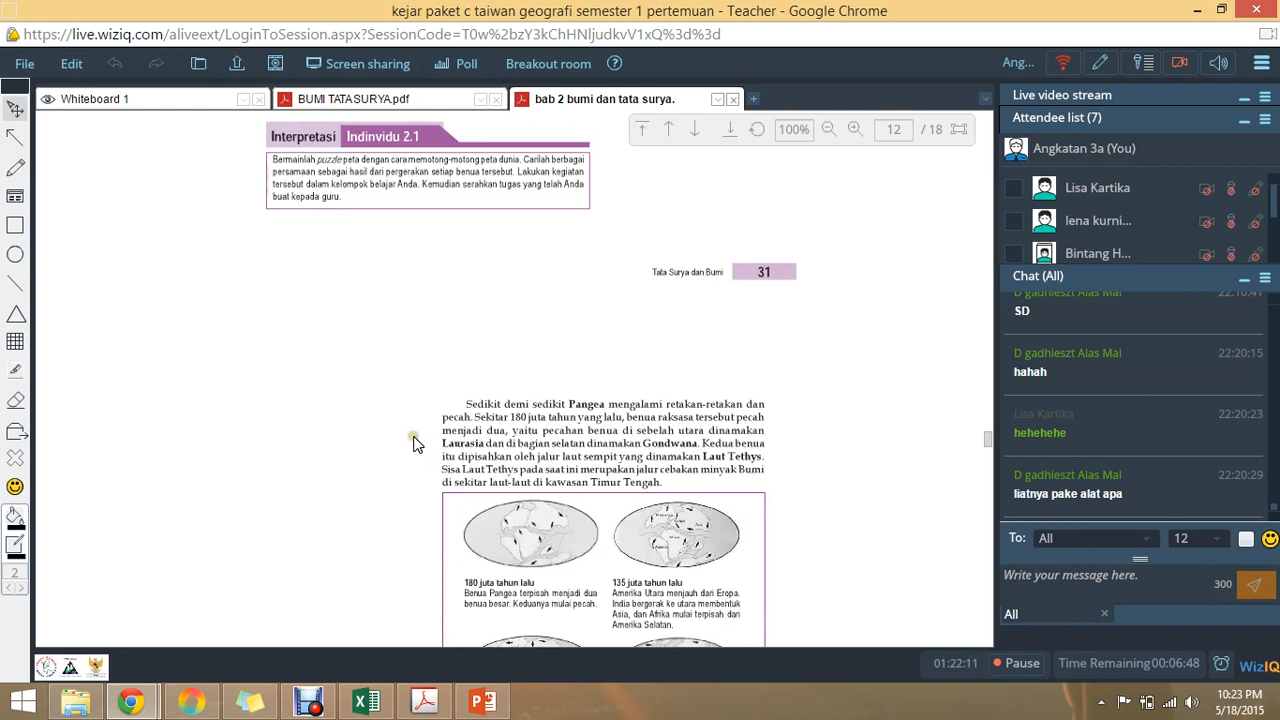 kejar paket c taiwan geografi semester 1 pertemuan - Teacher - Google Chrome
https://live.wiziq.com/aliveext/LoginToSession.aspx?SessionCode=T0w%2bzY3kChHNljudkvV1xQ%3d%3d
File Edit Screen sharing Poll Breakout room ? Ang...
Whiteboard 1 BUMI TATASURYA.pdf bab 2 bumi dan tata surya.
100% 12 / 18
Interpretasi Indinvidu 2.1
Bermainlah puzzle peta dengan cara memotong-motong peta dunia. Carilah berbagai
persamaan sebagai hasil dari pergerakan setiap benua tersebut. Lakukan kegiatan
tersebut dalam kelompok belajar Anda. Kemudian serahkan tugas yang telah Anda
buat kepada guru.
Tata Surya dan Bumi 31
Sedikit demi sedikit Pangea mengalami retakan-retakan dan
pecah. Sekitar 180 juta tahun yang lalu, benua raksasa tersebut pecah
menjadi dua, yaitu pecahan benua di sebelah utara dinamakan
Laurasia dan di bagian selatan dinamakan Gondwana. Kedua benua
itu dipisahkan oleh jalur laut sempit yang dinamakan Laut Tethys.
Sisa Laut Tethys pada saat ini merupakan jalur cebakan minyak Bumi
di sekitar laut-laut di kawasan Timur Tengah.
180 juta tahun lalu
Benua Pangoa terpisah menjadi dua
benua besar. Keduanya mulai pecah.
135 juta tahun lalu
Amerika Utara menjauh dari Eropa.
India bergerak ke utara membentuk
Asia, dan Afrika mulai terpisah dari
Amerika Selatan.
2
Live video stream
Attendee list (7)
Angkatan 3a (You)
Lisa Kartika
lena kurni...
Bintang H...
Chat (All)
D gadhieszt Alas Mal 22:16:41
SD
D gadhieszt Alas Mal 22:20:15
hahah
Lisa Kartika 22:20:23
hehehehe
D gadhieszt Alas Mal 22:20:29
liatnya pake alat apa
To: All 12
Write your message here. 300
All
01:22:11 Pause Time Remaining 00:06:48 WizIQ
10:23 PM
5/18/2015